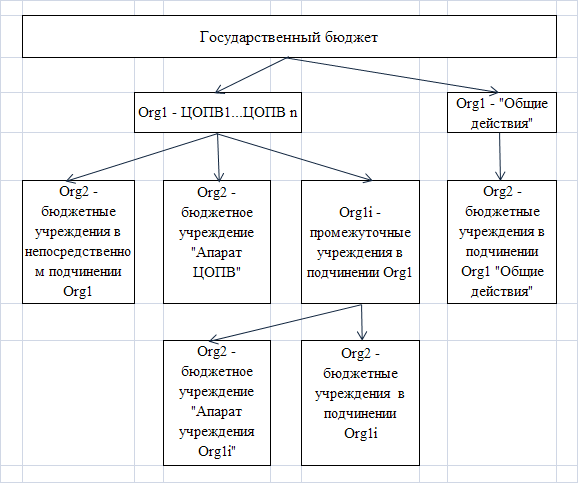 Государственный бюджет
Org1 - ЦОПВ1...ЦОПВ n
Org1 - "Общие
действия"
Org2 -
бюджетные
учреждения в
непосредственно
м подчинении
Org1
Org2 -
бюджетное
учреждение
"Апарат
ЦОПВ"
Org1i -
промежуточные
учреждения в
подчинении Org1
Org2 -
бюджетные
учреждения в
подчинении
Org1 "Общие
действия"
Org2 -
бюджетное
учреждение
"Апарат
учреждения
Org1i"
Org2 -
бюджетные
учреждения в
подчинении
Org1i